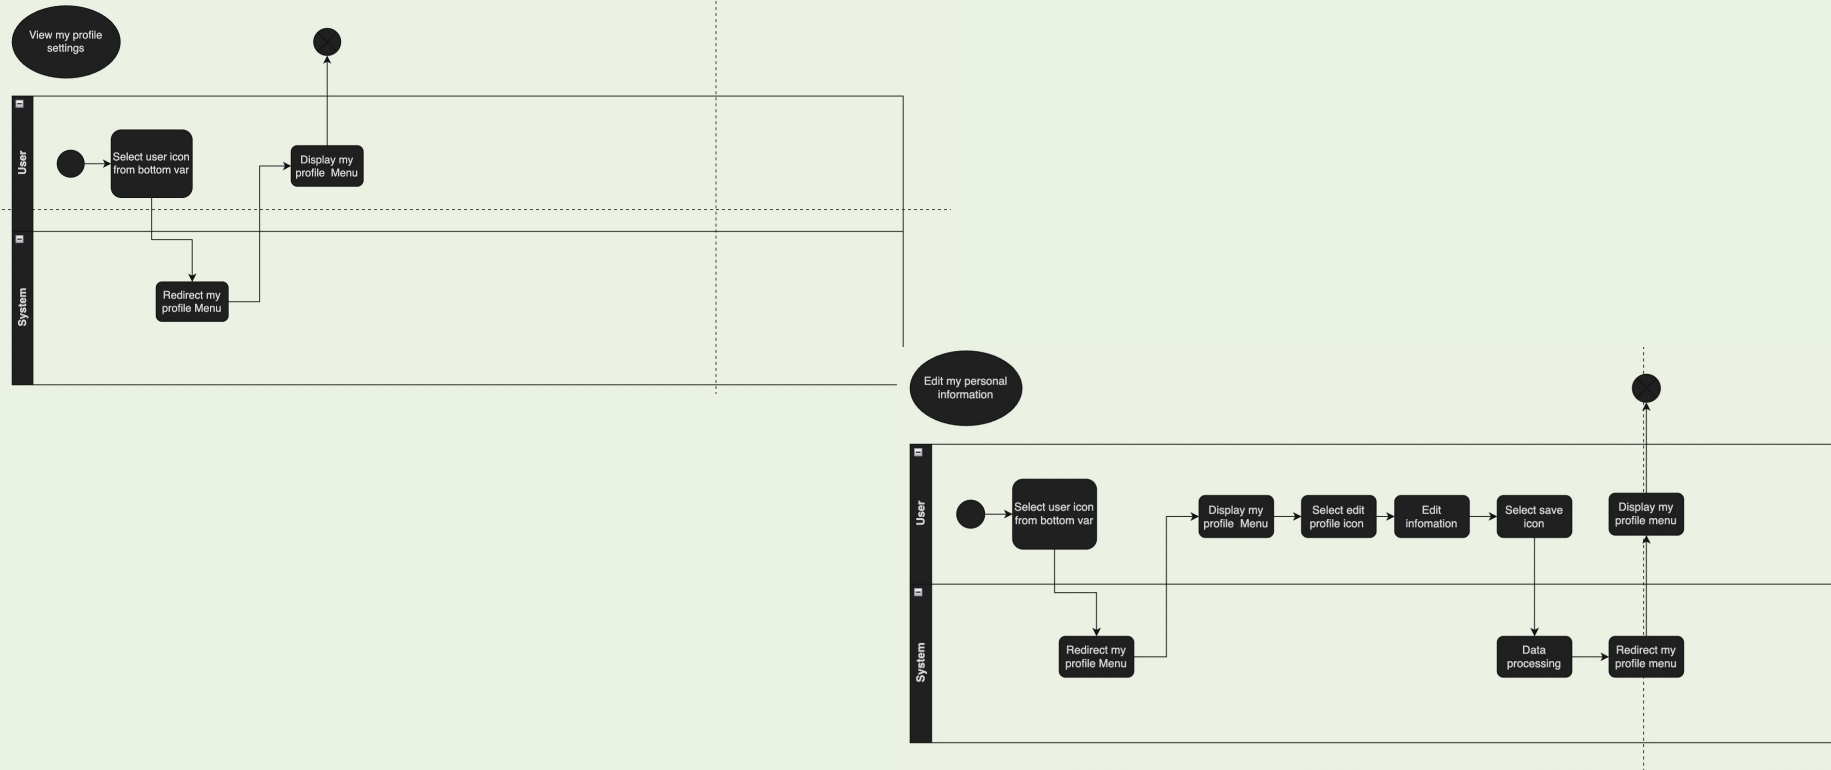 View my profile
settings
User
Select user icon
from bottom var
Display my
profile  Menu
System
Redirect my
profile Menu
Edit my personal
information
User
Select user icon
from bottom var
Display my
profile  Menu
Select edit
profile icon
Edit
infomation
Select save
icon
Display my
profile menu
System
Redirect my
profile Menu
Data
processing
Redirect my
profile menu